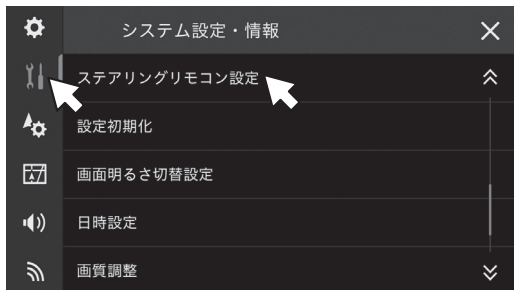 システム設定・情報
ステアリングリモコン設定
設定初期化
画面明るさ切替設定
日時設定
画質調整